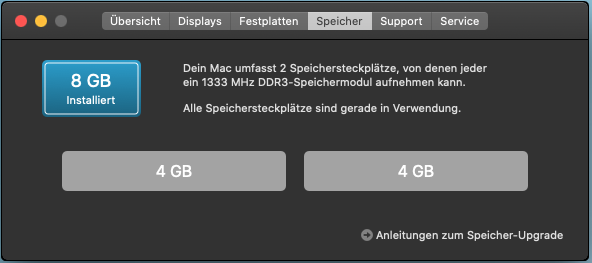 Übersicht Displays Festplatten Speicher Support Service
8 GB
Installiert
Dein Mac umfasst 2 Speichersteckplätze, von denen jeder
ein 1333 MHz DDR3-Speichermodul aufnehmen kann.
Alle Speichersteckplätze sind gerade in Verwendung.
4 GB 4 GB
Anleitungen zum Speicher-Upgrade